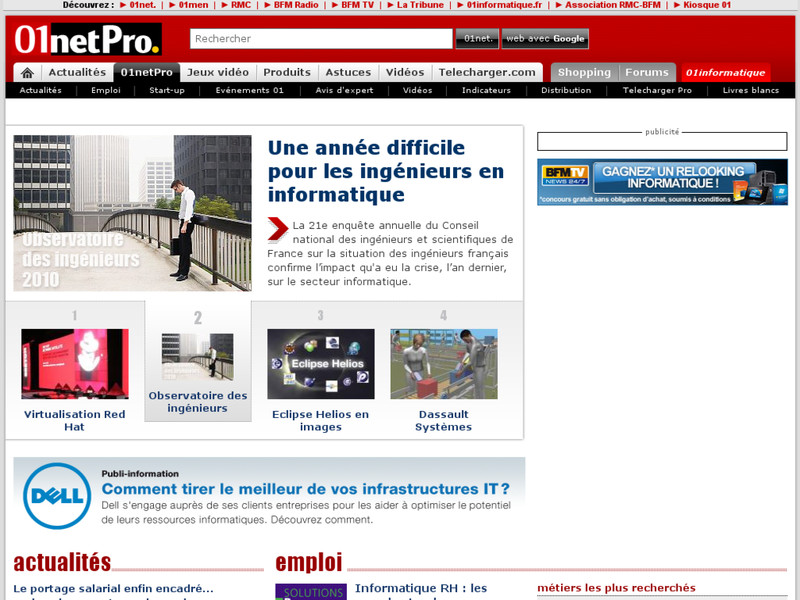 Découvrez : ► 01net. | ► 01men | ► RMC | ► BFM Radio | ► BFM TV | ► La Tribune | ► 01informatique.fr | ► Association RMC-BFM | ► Kiosque 01
01netPro.
Rechercher
01net.
web avec Google
Actualités
01netPro
Jeux vidéo
Produits
Astuces
Vidéos
Telecharger.com
Shopping
Forums
01informatique
Actualités | Emploi | Start-up | Evénements 01 | Avis d'expert | Vidéos | Indicateurs | Distribution | Telecharger Pro | Livres blancs
publicité
BFM TV
NEWS 24/7
GAGNEZ* UN RELOOKING
INFORMATIQUE !
*concours gratuit sans obligation d'achat, soumis à conditions
Observatoire
des ingénieurs
2010
Une année difficile
pour les ingénieurs en
informatique
La 21e enquête annuelle du Conseil
national des ingénieurs et scientifiques de
France sur la situation des ingénieurs français
confirme l'impact qu'a eu la crise, l'an dernier,
sur le secteur informatique.
1
Virtualisation Red
Hat
2
Observatoire des
ingénieurs
3
Eclipse Helios
Eclipse Helios en
images
4
Dassault
Systèmes
DELL
Publi-information
Comment tirer le meilleur de vos infrastructures IT?
Dell s'engage auprès de ses clients entreprises pour les aider à optimiser le potentiel
de leurs ressources informatiques. Découvrez comment.
actualités
Le portage salarial enfin encadré...
emploi
SOLUTIONS
Informatique RH : les
métiers les plus recherchés